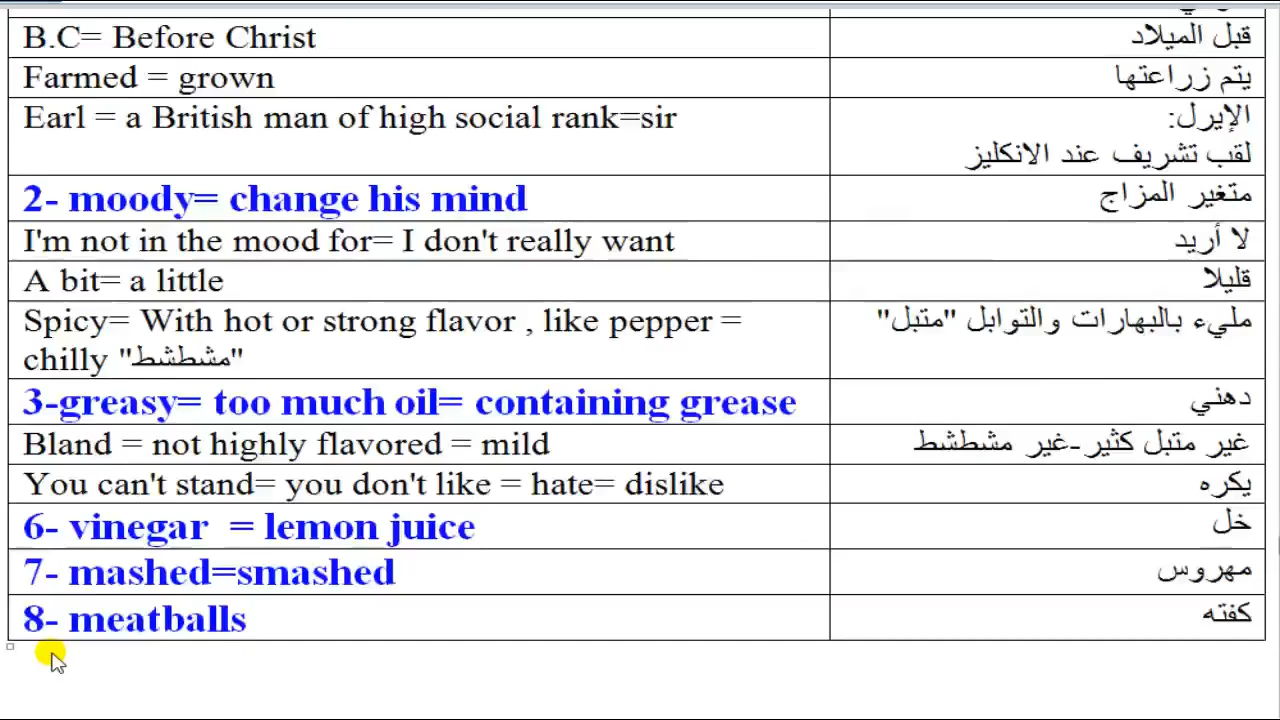 B.C= Before Christ
قبل الميلاد
Farmed = grown
يتم زراعتها
Earl = a British man of high social rank=sir
الإيرل:
لقب تشريف عند الانكليز
2- moody= change his mind
متغير المزاج
I'm not in the mood for= I don't really want
لا أريد
A bit= a little
قليلا
Spicy= With hot or strong flavor , like pepper =
chilly "مشطشط"
مليء بالبهارات والتوابل "متبل"
3-greasy= too much oil= containing grease
دهني
Bland = not highly flavored = mild
غير متبل كثير-غير مشطشط
You can't stand= you don't like = hate= dislike
يكره
6- vinegar = lemon juice
خل
7- mashed=smashed
مهروس
8- meatballs
كفته